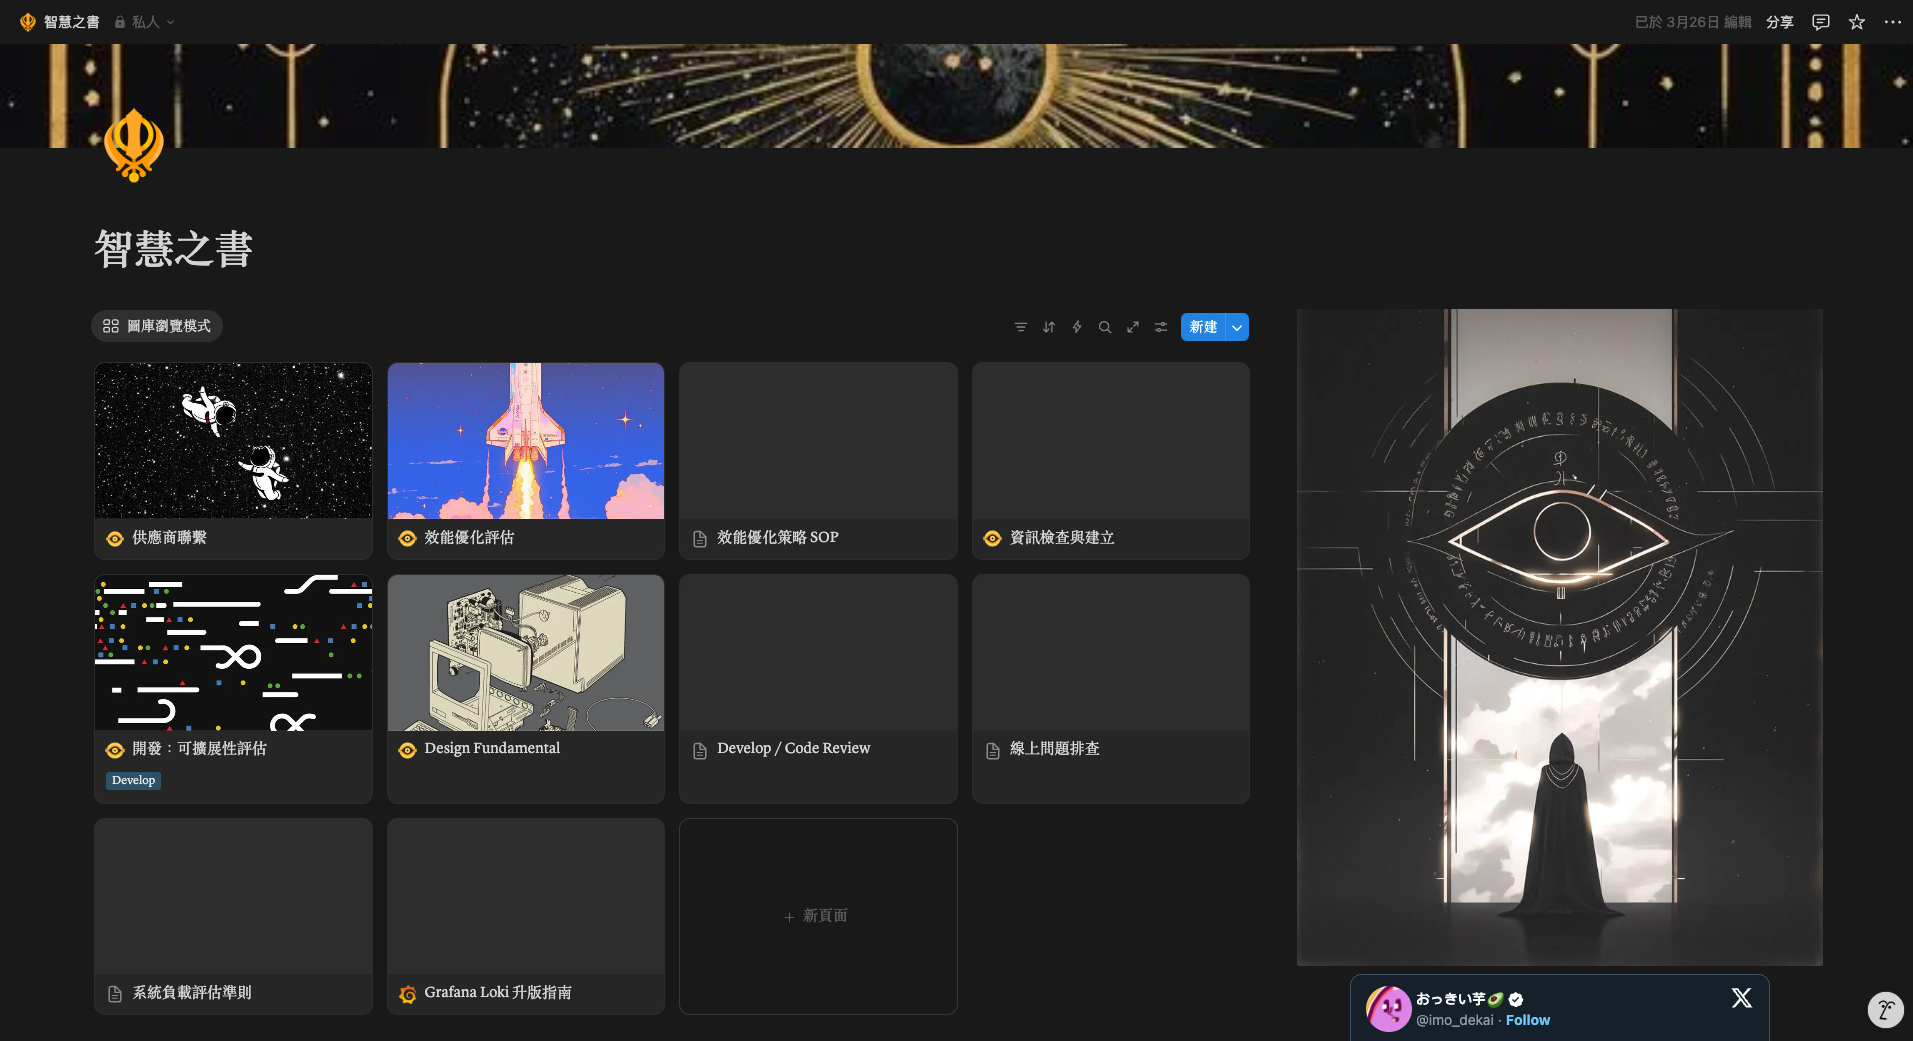 智慧之書 私人
已於 3月26日 編輯 分享
智慧之書
圖庫瀏覽模式
新建
供應商聯繫
效能優化評估
效能優化策略 SOP
資訊檢查與建立
開發：可擴展性評估
Develop
Design Fundamental
Develop / Code Review
線上問題排查
系統負載評估準則
Grafana Loki 升版指南
+ 新頁面
おっきい芋🥑
@imo_dekai · Follow